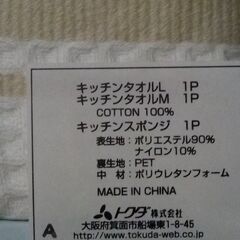 キッチンタオルL 1P
キッチンタオルM 1P
COTTON 100%
キッチンスポンジ 1P
表生地：ポリエステル90%
ナイロン10%
裏生地：PET
中 材：ポリウレタンフォーム
MADE IN CHINA
トクダ株式会社
大阪府箕面市船場東1-8-45
https://www.tokuda-web.co.jp/
A